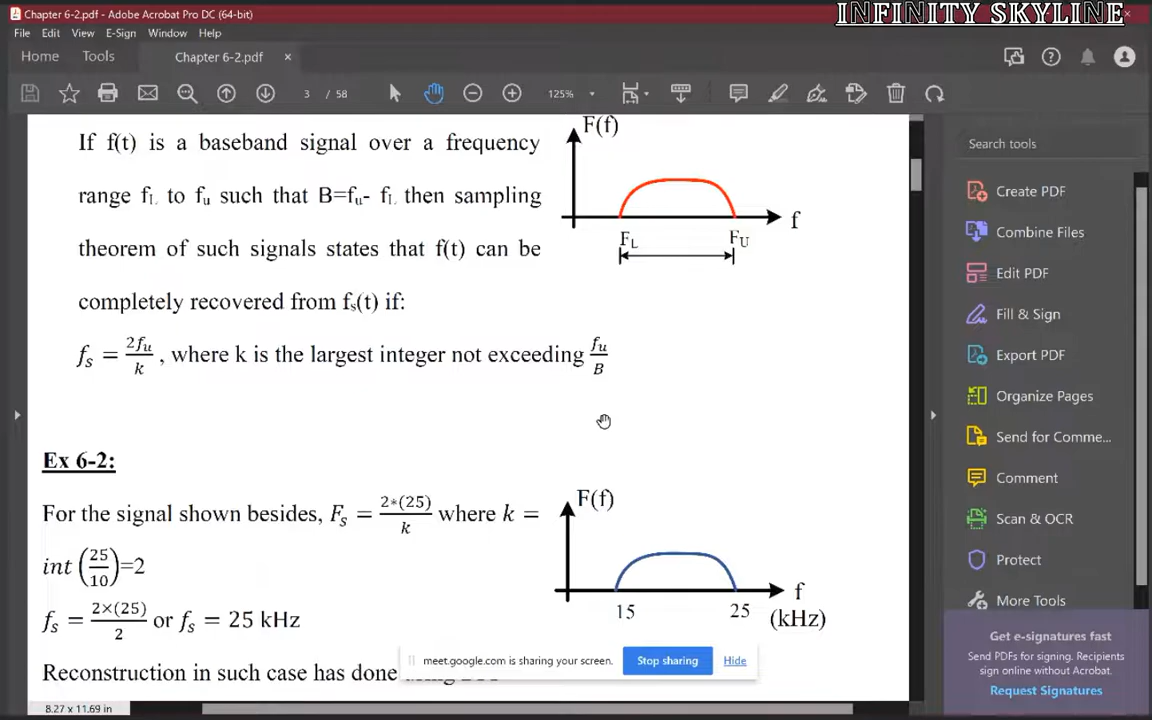 Chapter 6-2.pdf - Adobe Acrobat Pro DC (64-bit)
INFINITY SKYLINE
File Edit View E-Sign Window Help
Home Tools Chapter 6-2.pdf ×
3 / 58 125%
If f(t) is a baseband signal over a frequency
range fL to fu such that B=fu- fL then sampling
theorem of such signals states that f(t) can be
completely recovered from fs(t) if:
fs = 2fu/k , where k is the largest integer not exceeding fu/B
F(f)
f
FL FU
Ex 6-2:
For the signal shown besides, Fs = 2*(25)/k where k =
int (25/10)=2
fs = 2×(25)/2 or fs = 25 kHz
Reconstruction in such case has done
F(f)
f
15 25 (kHz)
meet.google.com is sharing your screen. Stop sharing Hide
8.27 x 11.69 in
Search tools
Create PDF
Combine Files
Edit PDF
Fill & Sign
Export PDF
Organize Pages
Send for Comme...
Comment
Scan & OCR
Protect
More Tools
Get e-signatures fast
Send PDFs for signing. Recipients
sign online without Acrobat.
Request Signatures